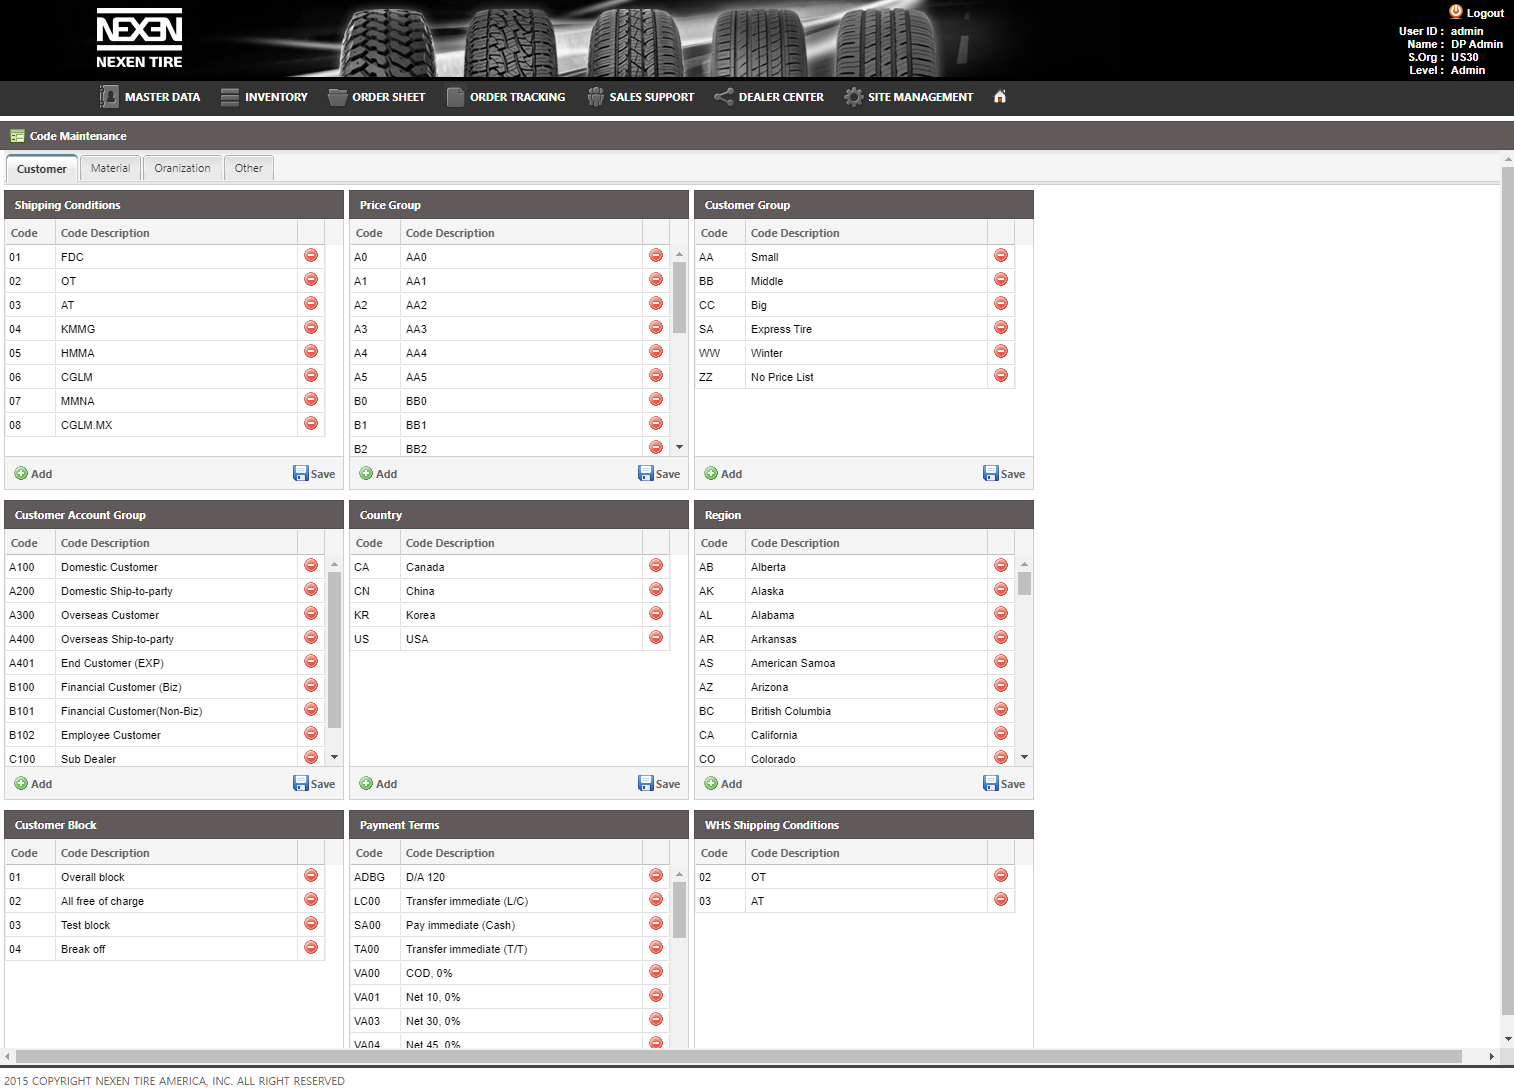 NEXEN
NEXEN TIRE
Logout
User ID : admin
Name : DP Admin
S.Org : US30
Level : Admin
MASTER DATA INVENTORY ORDER SHEET ORDER TRACKING SALES SUPPORT DEALER CENTER SITE MANAGEMENT
Code Maintenance
Customer Material Oranization Other
Shipping Conditions
Code Code Description
01 FDC
02 OT
03 AT
04 KMMG
05 HMMA
06 CGLM
07 MMNA
08 CGLM.MX
Add Save
Price Group
Code Code Description
A0 AA0
A1 AA1
A2 AA2
A3 AA3
A4 AA4
A5 AA5
B0 BB0
B1 BB1
B2 BB2
Add Save
Customer Group
Code Code Description
AA Small
BB Middle
CC Big
SA Express Tire
WW Winter
ZZ No Price List
Add Save
Customer Account Group
Code Code Description
A100 Domestic Customer
A200 Domestic Ship-to-party
A300 Overseas Customer
A400 Overseas Ship-to-party
A401 End Customer (EXP)
B100 Financial Customer (Biz)
B101 Financial Customer(Non-Biz)
B102 Employee Customer
C100 Sub Dealer
Add Save
Country
Code Code Description
CA Canada
CN China
KR Korea
US USA
Add Save
Region
Code Code Description
AB Alberta
AK Alaska
AL Alabama
AR Arkansas
AS American Samoa
AZ Arizona
BC British Columbia
CA California
CO Colorado
Add Save
Customer Block
Code Code Description
01 Overall block
02 All free of charge
03 Test block
04 Break off
Payment Terms
Code Code Description
ADBG D/A 120
LC00 Transfer immediate (L/C)
SA00 Pay immediate (Cash)
TA00 Transfer immediate (T/T)
VA00 COD, 0%
VA01 Net 10, 0%
VA03 Net 30, 0%
VA04 Net 45, 0%
WHS Shipping Conditions
Code Code Description
02 OT
03 AT
2015 COPYRIGHT NEXEN TIRE AMERICA, INC. ALL RIGHT RESERVED